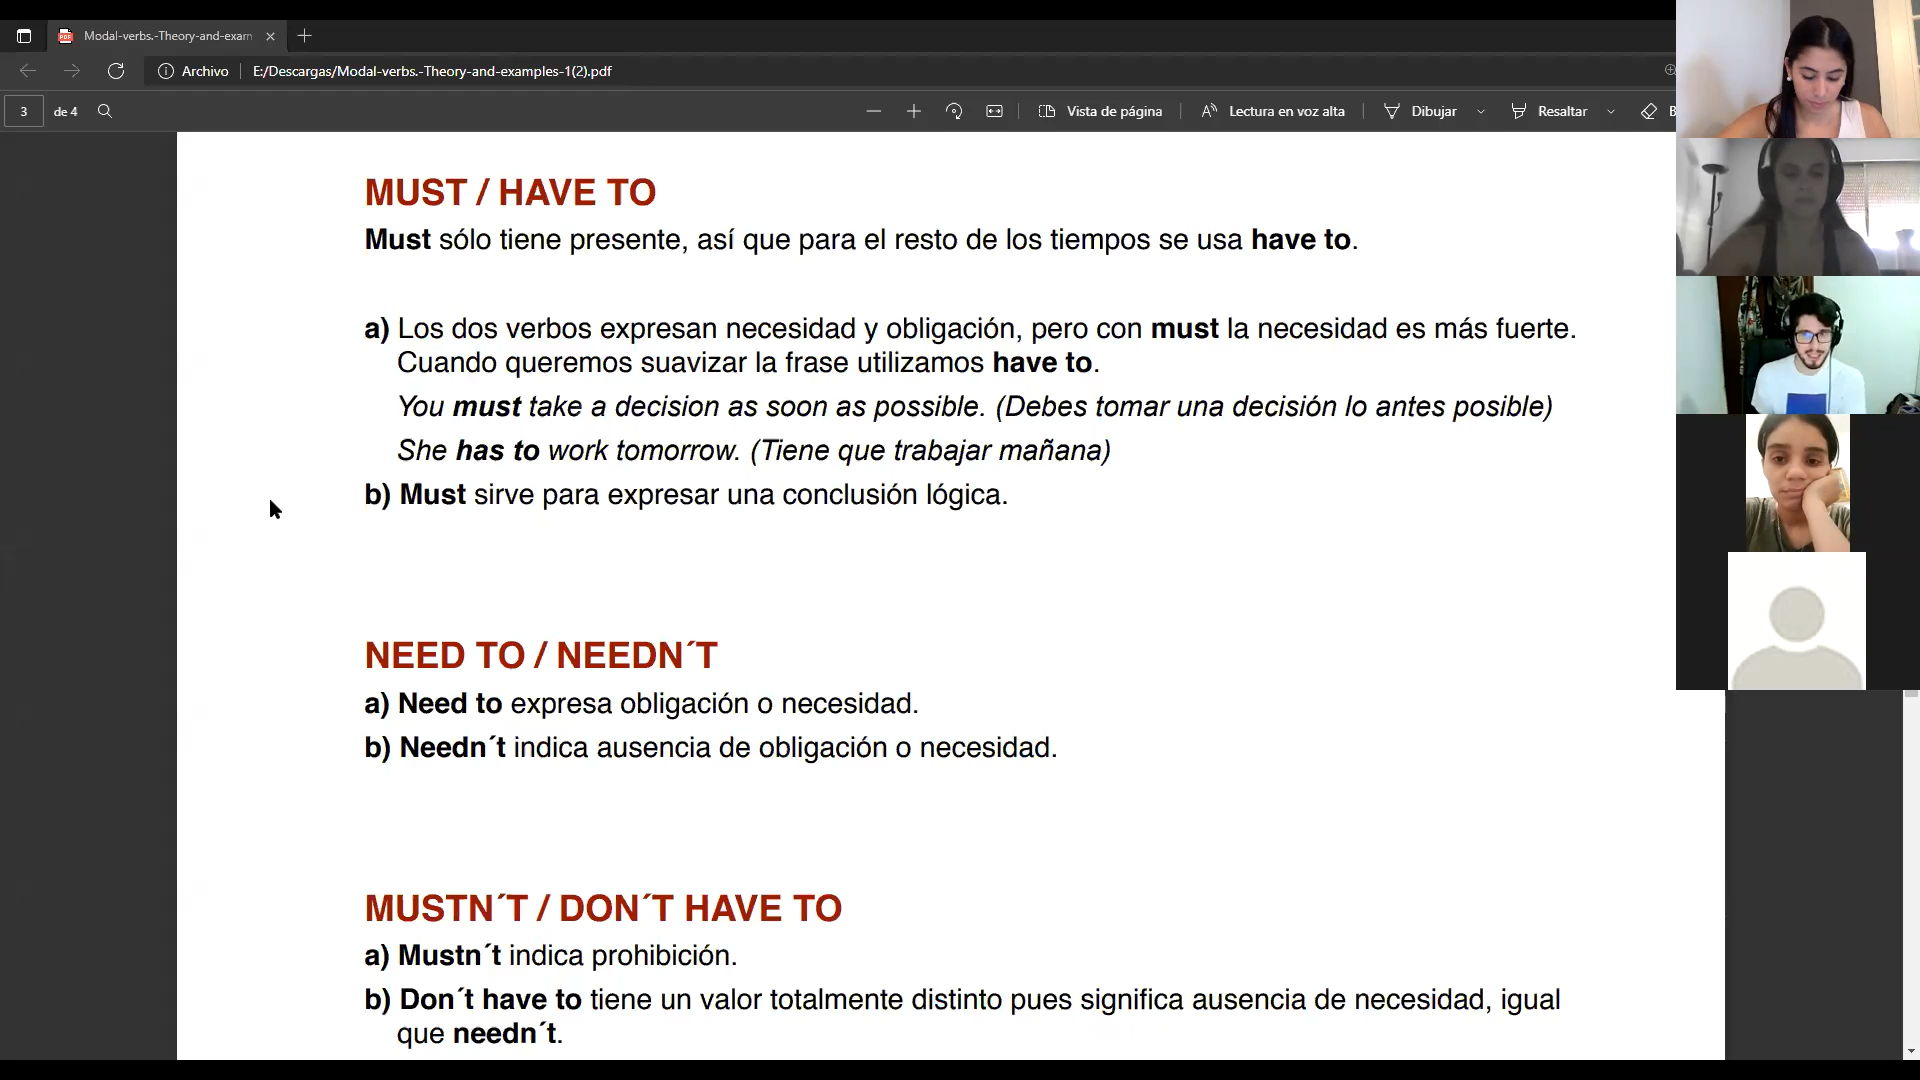 Modal-verbs.-Theory-and-exam
Archivo E:/Descargas/Modal-verbs.-Theory-and-examples-1(2).pdf
3 de 4 Vista de página Lectura en voz alta Dibujar Resaltar B
MUST / HAVE TO
Must sólo tiene presente, así que para el resto de los tiempos se usa have to.
a) Los dos verbos expresan necesidad y obligación, pero con must la necesidad es más fuerte.
Cuando queremos suavizar la frase utilizamos have to.
You must take a decision as soon as possible. (Debes tomar una decisión lo antes posible)
She has to work tomorrow. (Tiene que trabajar mañana)
b) Must sirve para expresar una conclusión lógica.
NEED TO / NEEDN´T
a) Need to expresa obligación o necesidad.
b) Needn´t indica ausencia de obligación o necesidad.
MUSTN´T / DON´T HAVE TO
a) Mustn´t indica prohibición.
b) Don´t have to tiene un valor totalmente distinto pues significa ausencia de necesidad, igual
que needn´t.